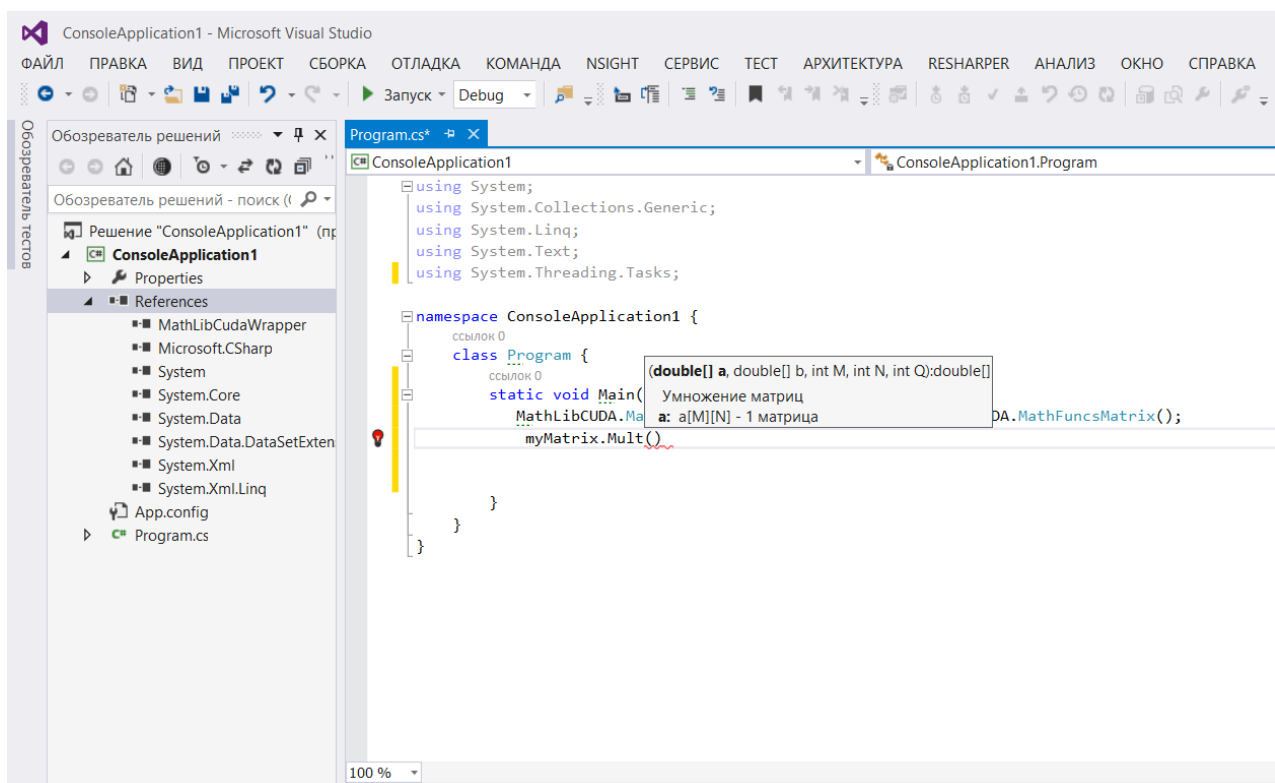 ConsoleApplication1 - Microsoft Visual Studio
ФАЙЛ ПРАВКА ВИД ПРОЕКТ СБОРКА ОТЛАДКА КОМАНДА NSIGHT СЕРВИС ТЕСТ АРХИТЕКТУРА RESHARPER АНАЛИЗ ОКНО СПРАВКА
Запуск Debug
Обозреватель тестов
Обозреватель решений
Обозреватель решений - поиск (
Решение "ConsoleApplication1" (пр
ConsoleApplication1
Properties
References
MathLibCudaWrapper
Microsoft.CSharp
System
System.Core
System.Data
System.Data.DataSetExten
System.Xml
System.Xml.Linq
App.config
Program.cs
Program.cs*
ConsoleApplication1 ConsoleApplication1.Program
using System;
using System.Collections.Generic;
using System.Linq;
using System.Text;
using System.Threading.Tasks;
namespace ConsoleApplication1 {
ссылок 0
class Program {
ссылок 0
static void Main(
MathLibCUDA.Ma DA.MathFuncsMatrix();
myMatrix.Mult()
}
}
}
(double[] a, double[] b, int M, int N, int Q):double[]
Умножение матриц
a: a[M][N] - 1 матрица
100 %